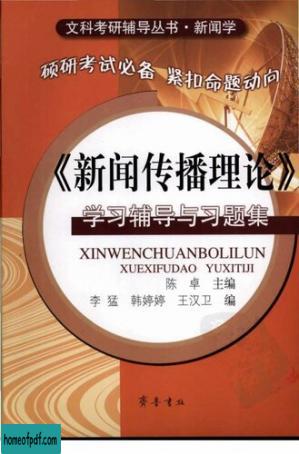 文科考研辅导丛书·新闻学
硕研考试必备 紧扣命题动向
《新闻传播理论》
学习辅导与习题集
XINWENCHUANBOLILUN
XUEXIFUDAO YUXITIJI
陈 卓 主编
李 猛 韩婷婷 王汉卫 编
齐鲁书社
homeofpdf.com